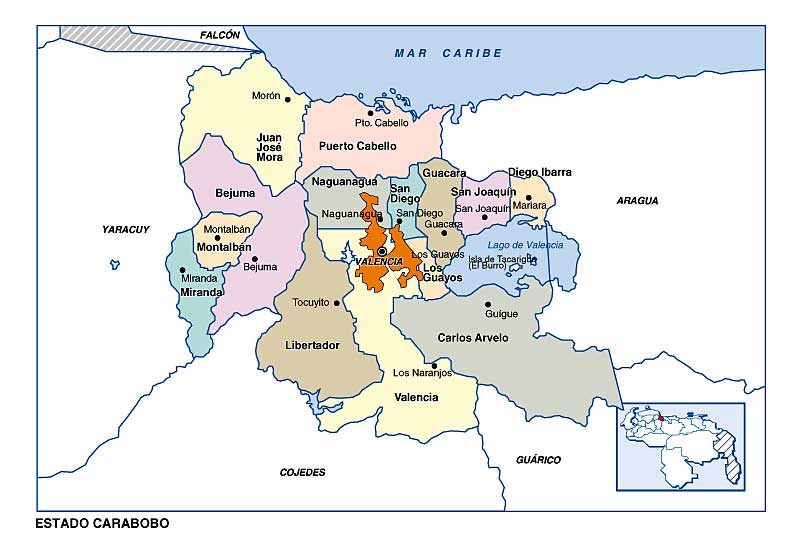 FALCÓN
MAR CARIBE
Morón
Pto. Cabello
Juan
José
Mora
Puerto Cabello
Guacara
Diego Ibarra
Naguanagua
San
Diego
San Joaquín
Bejuma
ARAGUA
Mariara
San Joaquín
Naguanagua
San Diego
Guacara
YARACUY
Montalbán
Montalbán
Lago de Valencia
Los Guayos
Isla de Tacarigua
(El Burro)
VALENCIA
Bejuma
Los
Guayos
Miranda
Miranda
Tocuyito
Guígue
Libertador
Carlos Arvelo
Los Naranjos
Valencia
GUÁRICO
COJEDES
ESTADO CARABOBO